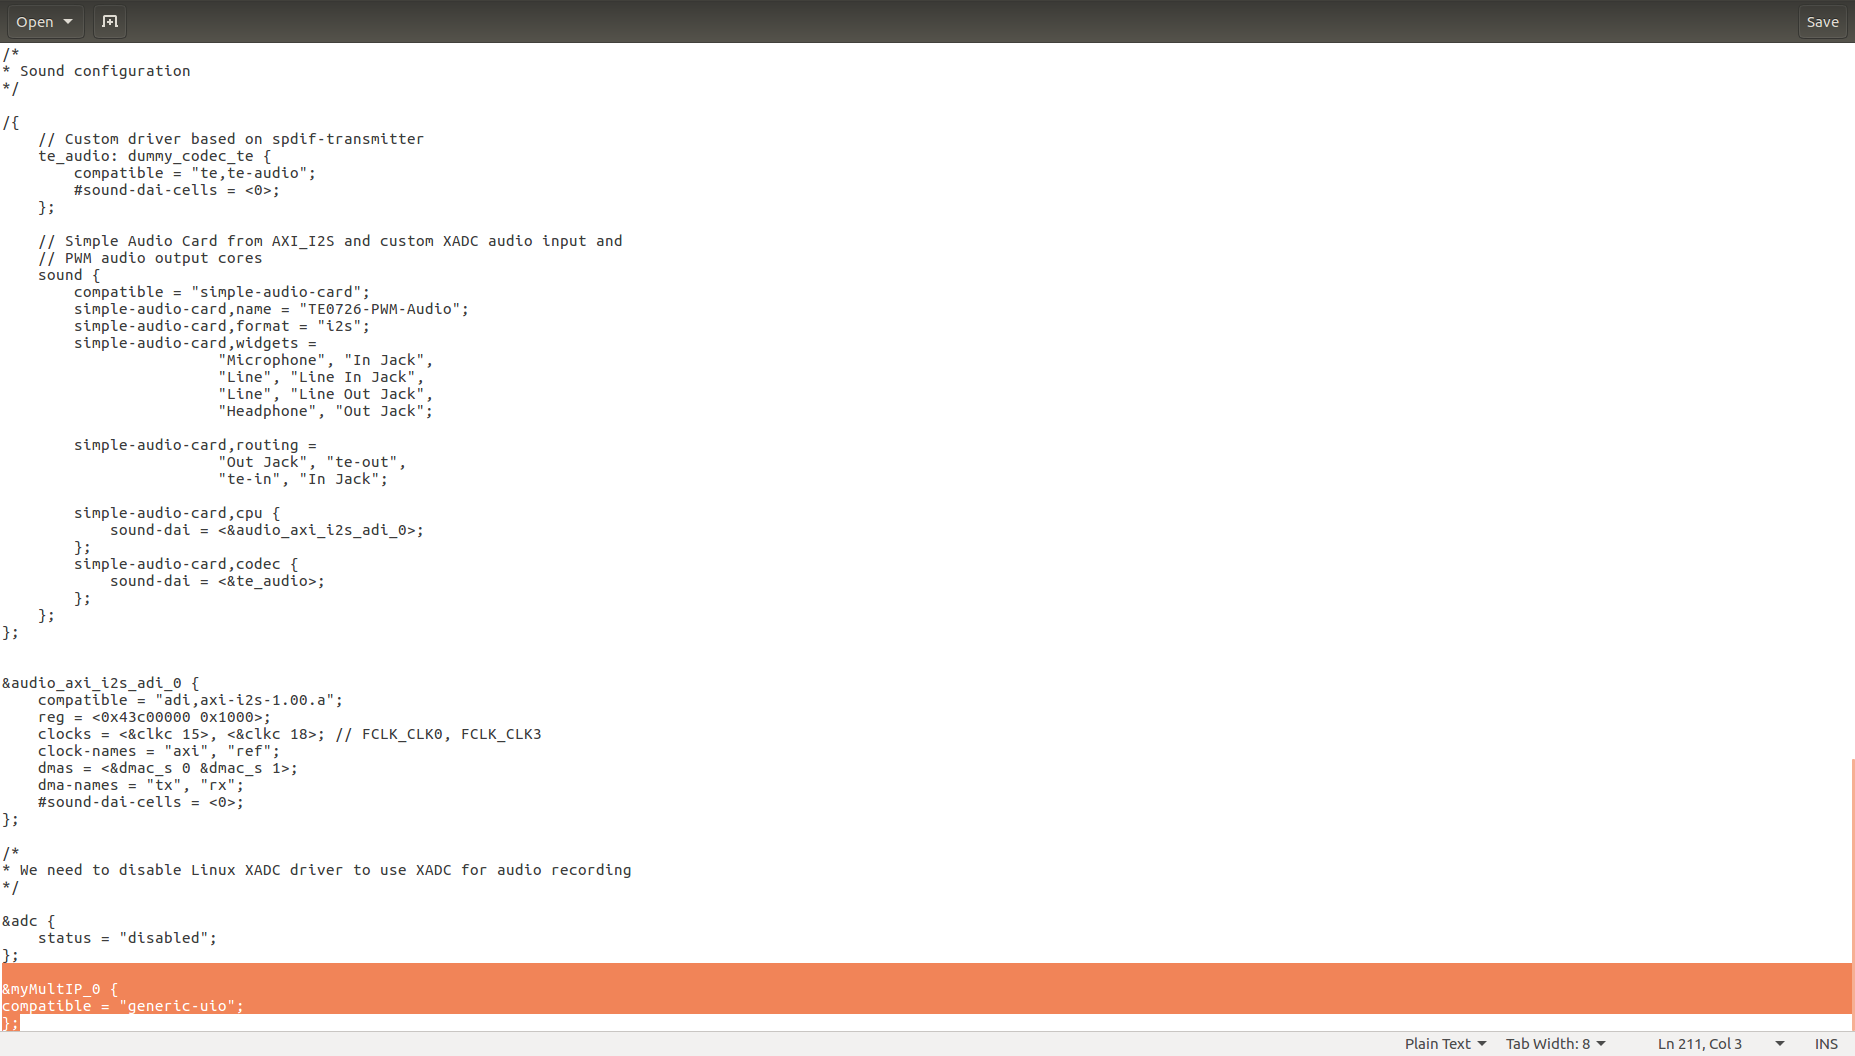 Open
Save
/*
* Sound configuration
*/

/{
    // Custom driver based on spdif-transmitter
    te_audio: dummy_codec_te {
        compatible = "te,te-audio";
        #sound-dai-cells = <0>;
    };

    // Simple Audio Card from AXI_I2S and custom XADC audio input and
    // PWM audio output cores
    sound {
        compatible = "simple-audio-card";
        simple-audio-card,name = "TE0726-PWM-Audio";
        simple-audio-card,format = "i2s";
        simple-audio-card,widgets =
                        "Microphone", "In Jack",
                        "Line", "Line In Jack",
                        "Line", "Line Out Jack",
                        "Headphone", "Out Jack";

        simple-audio-card,routing =
                        "Out Jack", "te-out",
                        "te-in", "In Jack";

        simple-audio-card,cpu {
            sound-dai = <&audio_axi_i2s_adi_0>;
        };
        simple-audio-card,codec {
            sound-dai = <&te_audio>;
        };
    };
};


&audio_axi_i2s_adi_0 {
    compatible = "adi,axi-i2s-1.00.a";
    reg = <0x43c00000 0x1000>;
    clocks = <&clkc 15>, <&clkc 18>; // FCLK_CLK0, FCLK_CLK3
    clock-names = "axi", "ref";
    dmas = <&dmac_s 0 &dmac_s 1>;
    dma-names = "tx", "rx";
    #sound-dai-cells = <0>;
};

/*
* We need to disable Linux XADC driver to use XADC for audio recording
*/

&adc {
    status = "disabled";
};

&myMultIP_0 {
compatible = "generic-uio";
};
Plain Text Tab Width: 8 Ln 211, Col 3 INS